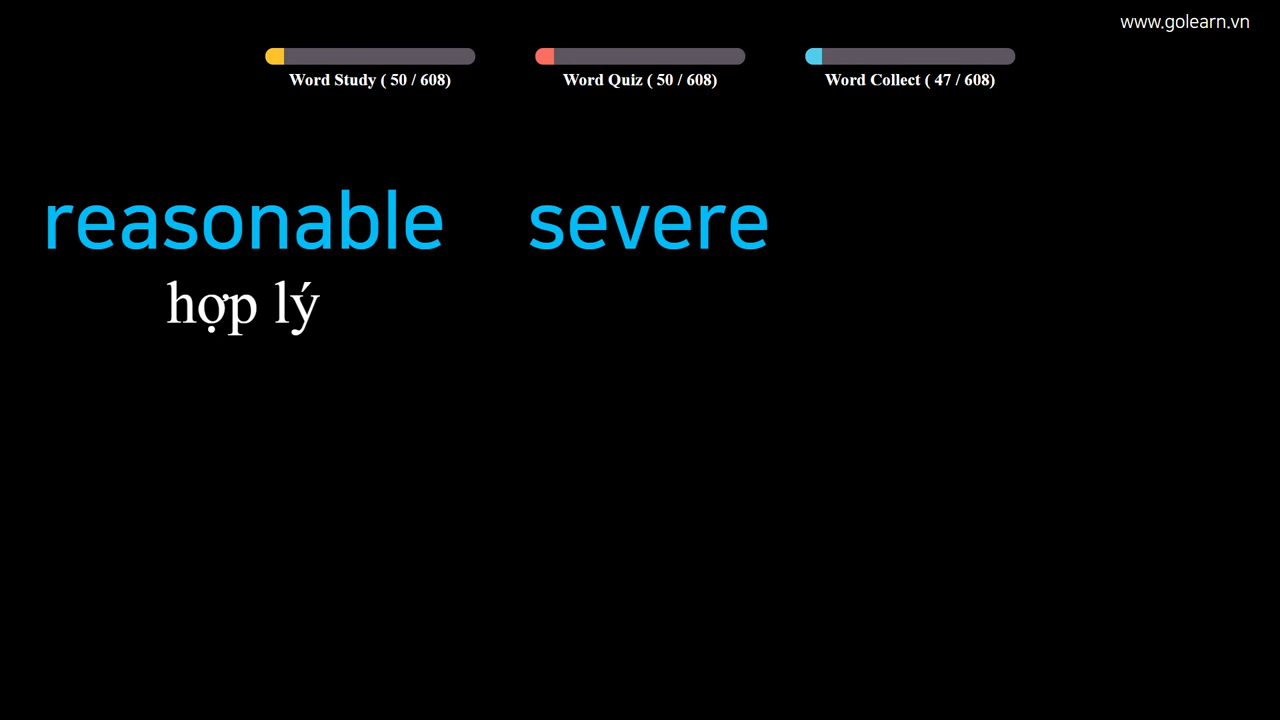 www.golearn.vn
Word Study ( 50 / 608)
Word Quiz ( 50 / 608)
Word Collect ( 47 / 608)
reasonable severe
hợp lý